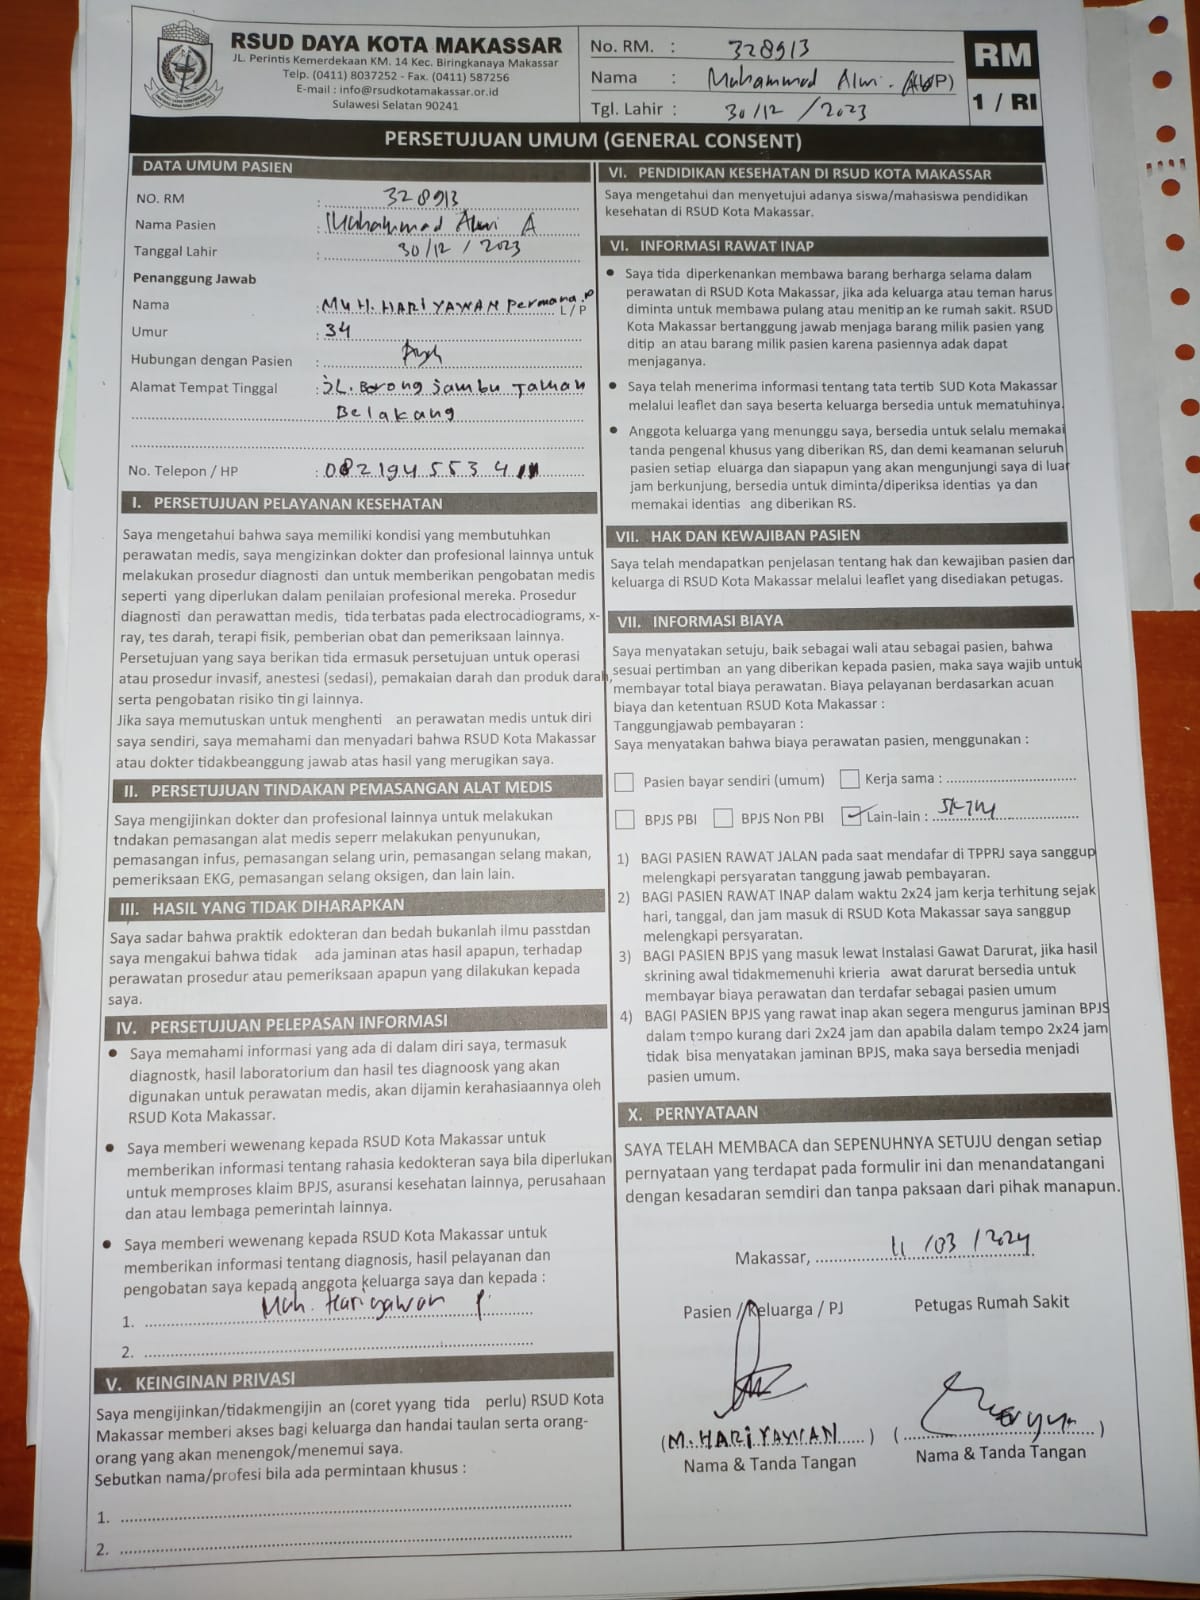 RSUD DAYA KOTA MAKASSAR
JL. Perintis Kemerdekaan KM. 14 Kec. Biringkanaya Makassar
Telp. (0411) 8037252 - Fax. (0411) 587256
E-mail : info@rsudkotamakassar.or.id
Sulawesi Selatan 90241
No. RM. : 328913
Nama : Muhammad Alwi.
Tgl. Lahir : 30/12 /2023
RM
1 / RI
PERSETUJUAN UMUM (GENERAL CONSENT)
DATA UMUM PASIEN
NO. RM : 328913
Nama Pasien : Muhammad Alwi A
Tanggal Lahir : 30/12 / 2023
Penanggung Jawab
Nama : MUH. HARIYAWAN Permana.P L / P
Umur : 34
Hubungan dengan Pasien :
Alamat Tempat Tinggal : JL. Borong Jambu Taman
Belakang
No. Telepon / HP :
I. PERSETUJUAN PELAYANAN KESEHATAN
Saya mengetahui bahwa saya memiliki kondisi yang membutuhkan
perawatan medis, saya mengizinkan dokter dan profesional lainnya untuk
melakukan prosedur diagnosti dan untuk memberikan pengobatan medis
seperti yang diperlukan dalam penilaian profesional mereka. Prosedur
diagnosti dan perawattan medis, tida terbatas pada electrocadiograms, x-
ray, tes darah, terapi fisik, pemberian obat dan pemeriksaan lainnya.
Persetujuan yang saya berikan tida ermasuk persetujuan untuk operasi
atau prosedur invasif, anestesi (sedasi), pemakaian darah dan produk darah,
serta pengobatan risiko tin gi lainnya.
Jika saya memutuskan untuk menghenti an perawatan medis untuk diri
saya sendiri, saya memahami dan menyadari bahwa RSUD Kota Makassar
atau dokter tidakbeanggung jawab atas hasil yang merugikan saya.
II. PERSETUJUAN TINDAKAN PEMASANGAN ALAT MEDIS
Saya mengijinkan dokter dan profesional lainnya untuk melakukan
tndakan pemasangan alat medis seperr melakukan penyunukan,
pemasangan infus, pemasangan selang urin, pemasangan selang makan,
pemeriksaan EKG, pemasangan selang oksigen, dan lain lain.
III. HASIL YANG TIDAK DIHARAPKAN
Saya sadar bahwa praktik edokteran dan bedah bukanlah ilmu passtdan
saya mengakui bahwa tidak ada jaminan atas hasil apapun, terhadap
perawatan prosedur atau pemeriksaan apapun yang dilakukan kepada
saya.
IV. PERSETUJUAN PELEPASAN INFORMASI
• Saya memahami informasi yang ada di dalam diri saya, termasuk
diagnostk, hasil laboratorium dan hasil tes diagnoosk yang akan
digunakan untuk perawatan medis, akan dijamin kerahasiaannya oleh
RSUD Kota Makassar.
• Saya memberi wewenang kepada RSUD Kota Makassar untuk
memberikan informasi tentang rahasia kedokteran saya bila diperlukan
untuk memproses klaim BPJS, asuransi kesehatan lainnya, perusahaan
dan atau lembaga pemerintah lainnya.
• Saya memberi wewenang kepada RSUD Kota Makassar untuk
memberikan informasi tentang diagnosis, hasil pelayanan dan
pengobatan saya kepada anggota keluarga saya dan kepada :
1. Muh. Hariyawan P.
2.
V. KEINGINAN PRIVASI
Saya mengijinkan/tidakmengijin an (coret yyang tida perlu) RSUD Kota
Makassar memberi akses bagi keluarga dan handai taulan serta orang-
orang yang akan menengok/menemui saya.
Sebutkan nama/profesi bila ada permintaan khusus :
1.
2.
VI. PENDIDIKAN KESEHATAN DI RSUD KOTA MAKASSAR
Saya mengetahui dan menyetujui adanya siswa/mahasiswa pendidikan
kesehatan di RSUD Kota Makassar.
VI. INFORMASI RAWAT INAP
• Saya tida diperkenankan membawa barang berharga selama dalam
perawatan di RSUD Kota Makassar, jika ada keluarga atau teman harus
diminta untuk membawa pulang atau menitip an ke rumah sakit. RSUD
Kota Makassar bertanggung jawab menjaga barang milik pasien yang
ditip an atau barang milik pasien karena pasiennya adak dapat
menjaganya.
• Saya telah menerima informasi tentang tata tertib SUD Kota Makassar
melalui leaflet dan saya beserta keluarga bersedia untuk mematuhinya.
• Anggota keluarga yang menunggu saya, bersedia untuk selalu memakai
tanda pengenal khusus yang diberikan RS, dan demi keamanan seluruh
pasien setiap eluarga dan siapapun yang akan mengunjungi saya di luar
jam berkunjung, bersedia untuk diminta/diperiksa identias ya dan
memakai identias ang diberikan RS.
VII. HAK DAN KEWAJIBAN PASIEN
Saya telah mendapatkan penjelasan tentang hak dan kewajiban pasien dan
keluarga di RSUD Kota Makassar melalui leaflet yang disediakan petugas.
VII. INFORMASI BIAYA
Saya menyatakan setuju, baik sebagai wali atau sebagai pasien, bahwa
sesuai pertimban an yang diberikan kepada pasien, maka saya wajib untuk
membayar total biaya perawatan. Biaya pelayanan berdasarkan acuan
biaya dan ketentuan RSUD Kota Makassar :
Tanggungjawab pembayaran :
Saya menyatakan bahwa biaya perawatan pasien, menggunakan :
Pasien bayar sendiri (umum) Kerja sama :
BPJS PBI BPJS Non PBI Lain-lain :
1) BAGI PASIEN RAWAT JALAN pada saat mendafar di TPPRJ saya sanggup
melengkapi persyaratan tanggung jawab pembayaran.
2) BAGI PASIEN RAWAT INAP dalam waktu 2x24 jam kerja terhitung sejak
hari, tanggal, dan jam masuk di RSUD Kota Makassar saya sanggup
melengkapi persyaratan.
3) BAGI PASIEN BPJS yang masuk lewat Instalasi Gawat Darurat, jika hasil
skrining awal tidakmemenuhi krieria awat darurat bersedia untuk
membayar biaya perawatan dan terdafar sebagai pasien umum
4) BAGI PASIEN BPJS yang rawat inap akan segera mengurus jaminan BPJS
dalam tempo kurang dari 2x24 jam dan apabila dalam tempo 2x24 jam
tidak bisa menyatakan jaminan BPJS, maka saya bersedia menjadi
pasien umum.
X. PERNYATAAN
SAYA TELAH MEMBACA dan SEPENUHNYA SETUJU dengan setiap
pernyataan yang terdapat pada formulir ini dan menandatangani
dengan kesadaran semdiri dan tanpa paksaan dari pihak manapun.
Makassar, 11 /03 /2024
Pasien / Keluarga / PJ Petugas Rumah Sakit
(M. HARIYAWAN)
Nama & Tanda Tangan Nama & Tanda Tangan